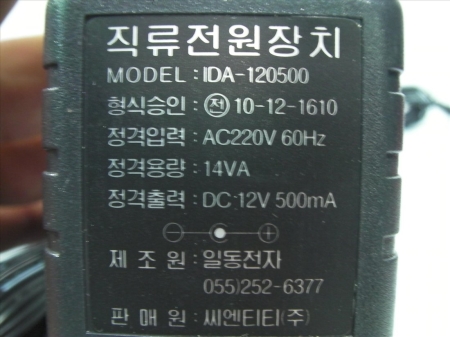 직류전원장치
MODEL : IDA-120500
형식승인 : 전 10-12-1610
정격입력 : AC220V 60Hz
정격용량 : 14VA
정격출력 : DC 12V 500mA
제 조 원 : 일동전자
055)252-6377
판 매 원 : 씨엔티티(주)